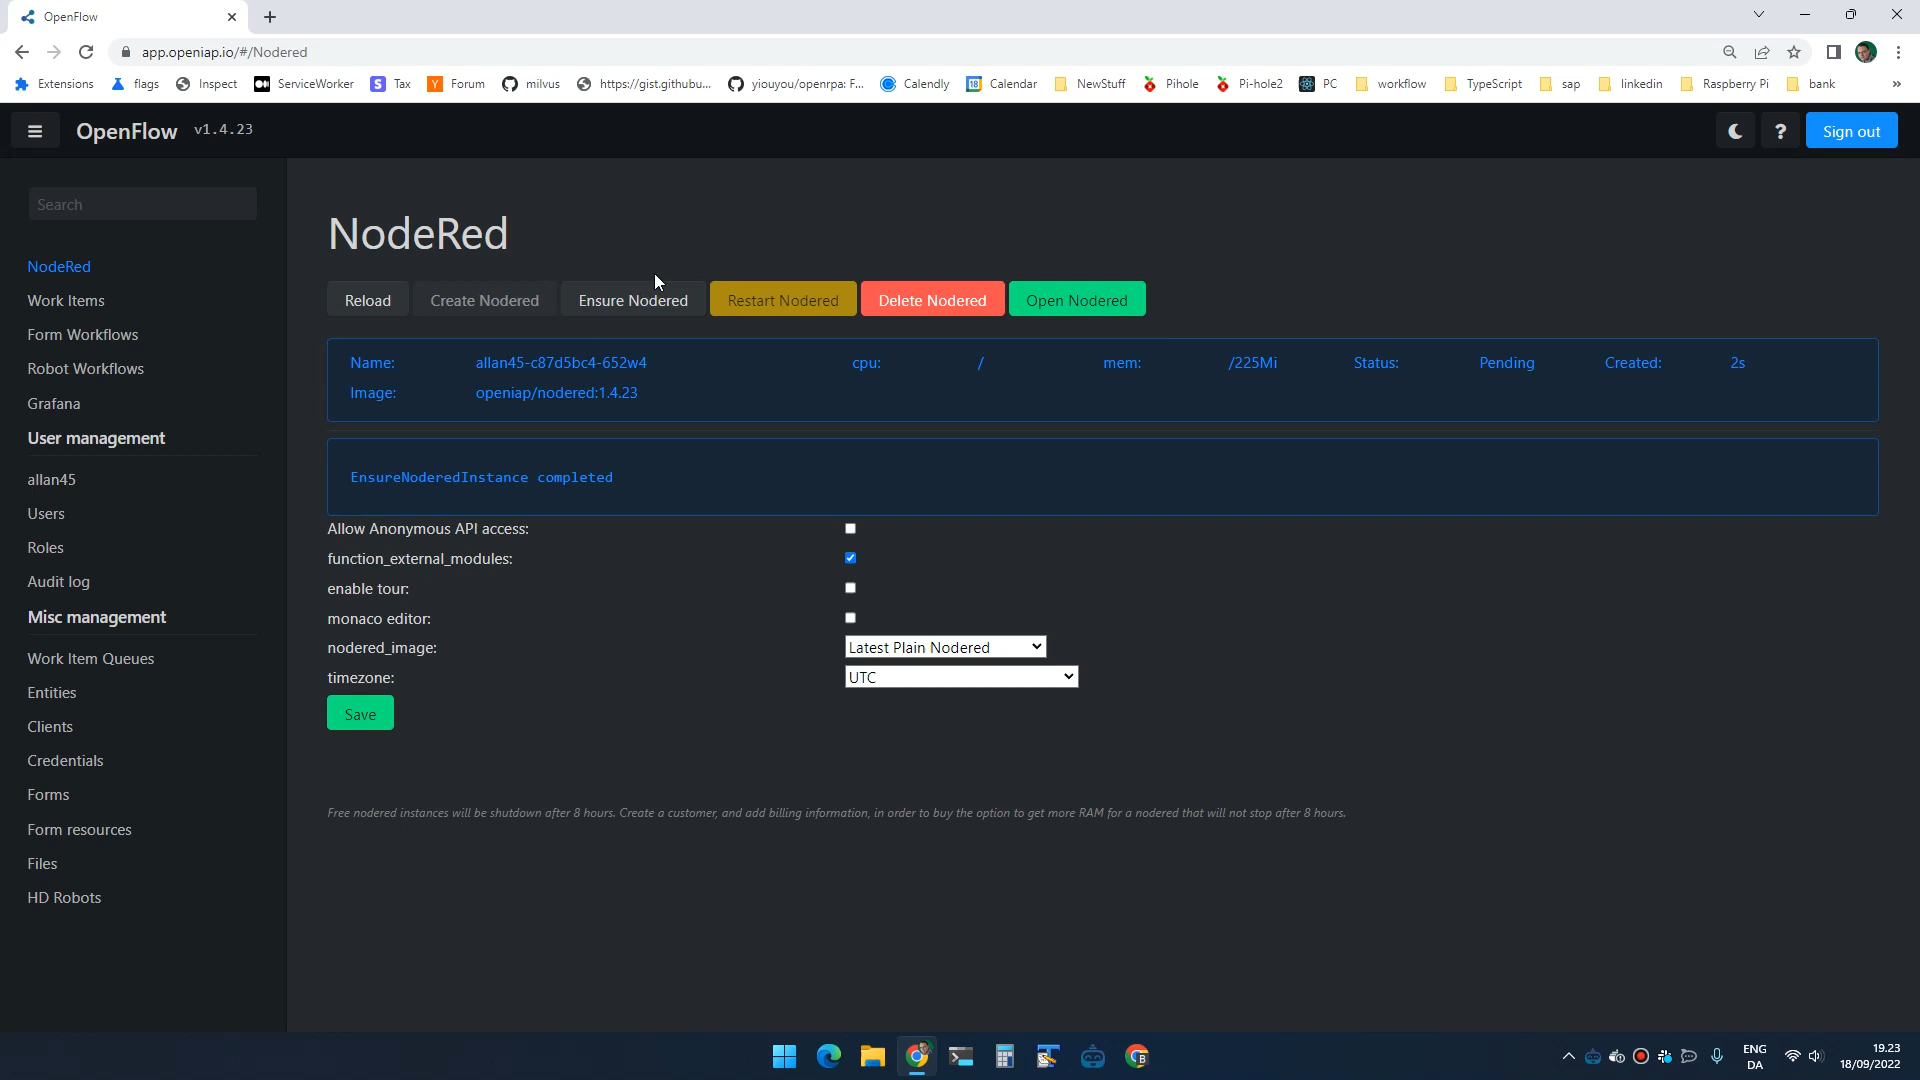 OpenFlow
app.openiap.io/#/Nodered
Extensions flags Inspect ServiceWorker Tax Forum milvus https://gist.githubu... yiouyou/openrpa: F... Calendly Calendar NewStuff Pihole Pi-hole2 PC workflow TypeScript sap linkedin Raspberry Pi bank »
OpenFlow v1.4.23 ? Sign out
Search
NodeRed
Work Items
Form Workflows
Robot Workflows
Grafana
User management
allan45
Users
Roles
Audit log
Misc management
Work Item Queues
Entities
Clients
Credentials
Forms
Form resources
Files
HD Robots
NodeRed
Reload Create Nodered Ensure Nodered Restart Nodered Delete Nodered Open Nodered
Name: allan45-c87d5bc4-652w4 cpu: / mem: /225Mi Status: Pending Created: 2s
Image: openiap/nodered:1.4.23
EnsureNoderedInstance completed
Allow Anonymous API access:
function_external_modules:
enable tour:
monaco editor:
nodered_image: Latest Plain Nodered
timezone: UTC
Save
Free nodered instances will be shutdown after 8 hours. Create a customer, and add billing information, in order to buy the option to get more RAM for a nodered that will not stop after 8 hours.
ENG
DA
19.23
18/09/2022